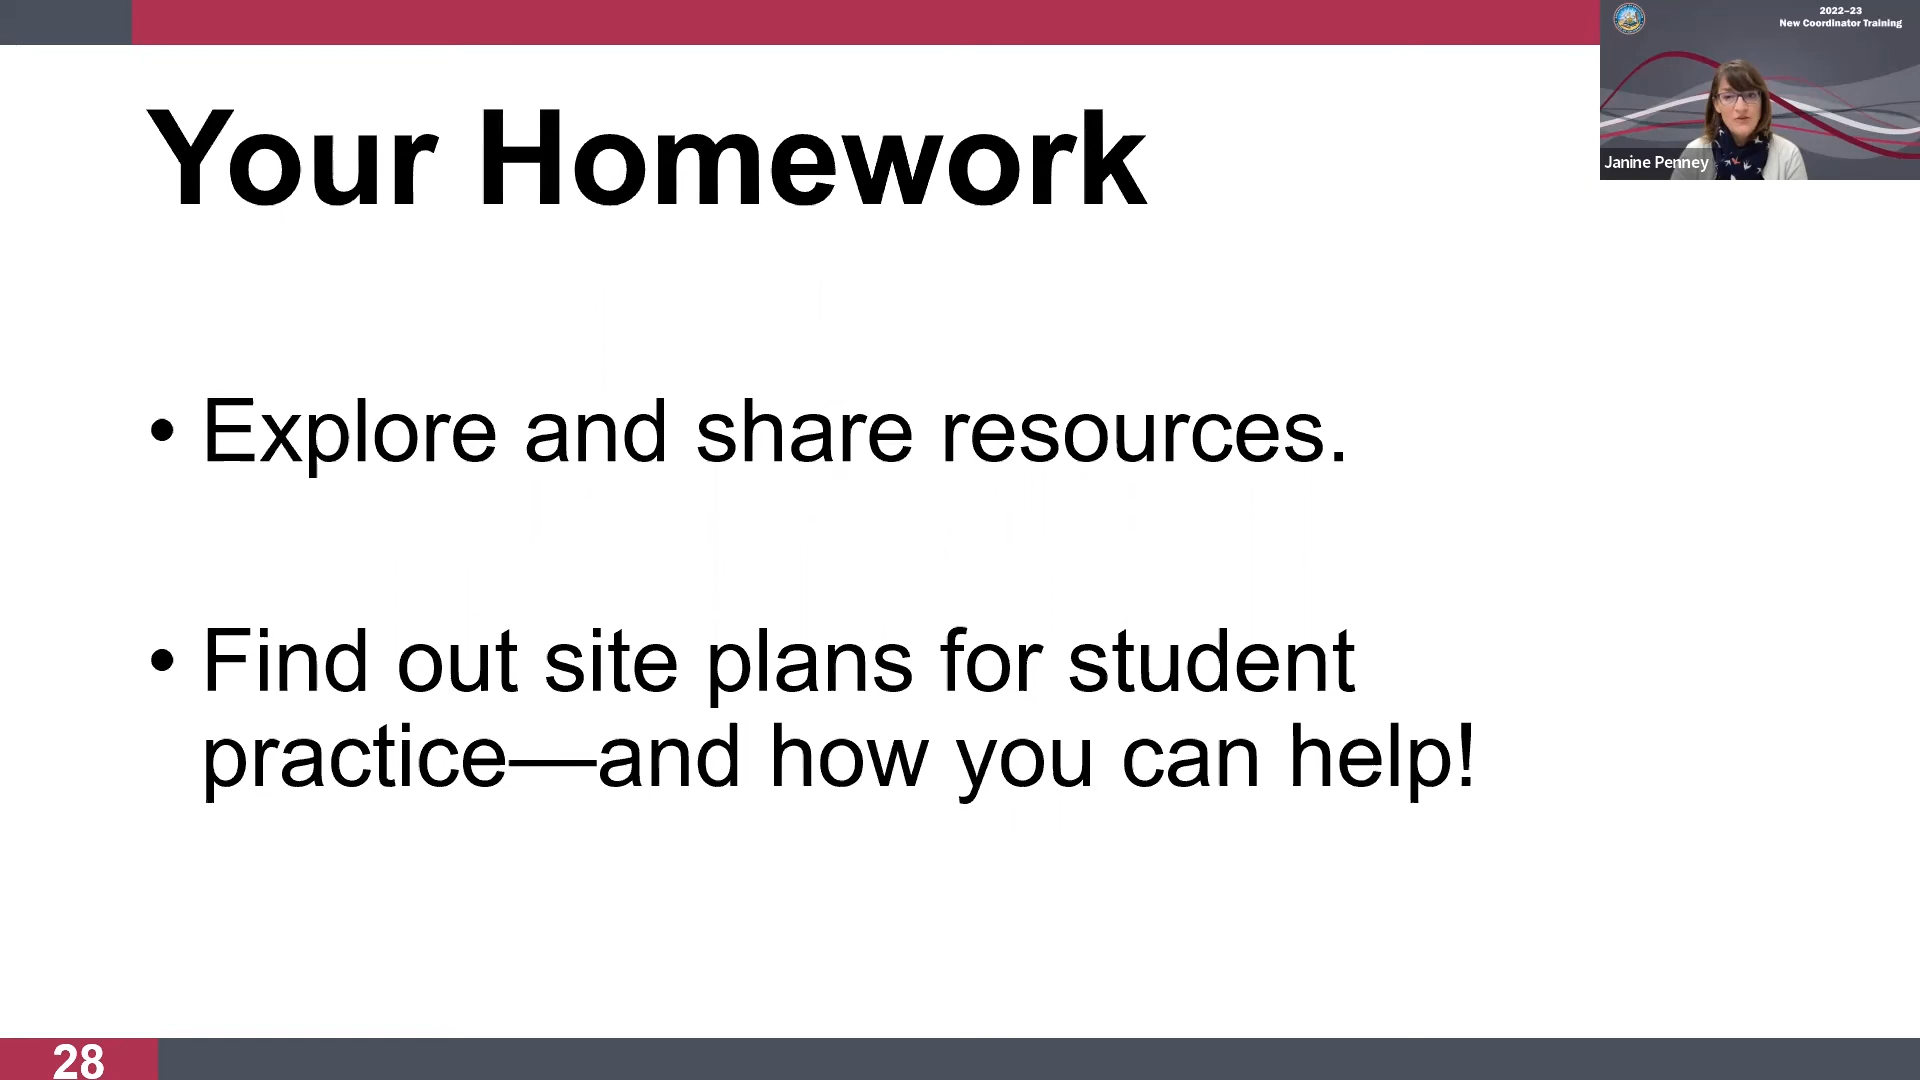 2022–23
New Coordinator Training
Janine Penney
Your Homework
• Explore and share resources.
• Find out site plans for student
practice—and how you can help!
28